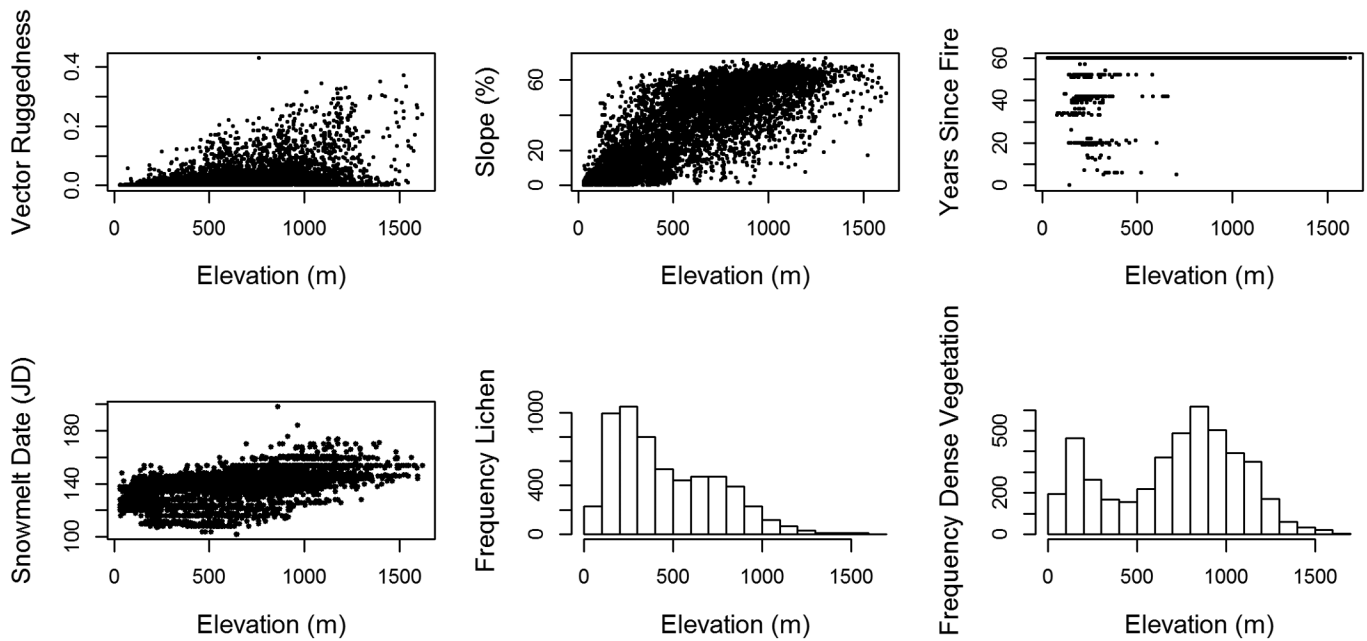 Vector Ruggedness
0.4
0.2
0.0
0 500 1000 1500
Elevation (m)
Slope (%)
60
20
0
0 500 1000 1500
Elevation (m)
Years Since Fire
60
40
20
0
0 500 1000 1500
Elevation (m)
Snowmelt Date (JD)
180
140
100
0 500 1000 1500
Elevation (m)
Frequency Lichen
1000
400
0
0 500 1000 1500
Elevation (m)
Frequency Dense Vegetation
500
200
0
0 500 1000 1500
Elevation (m)